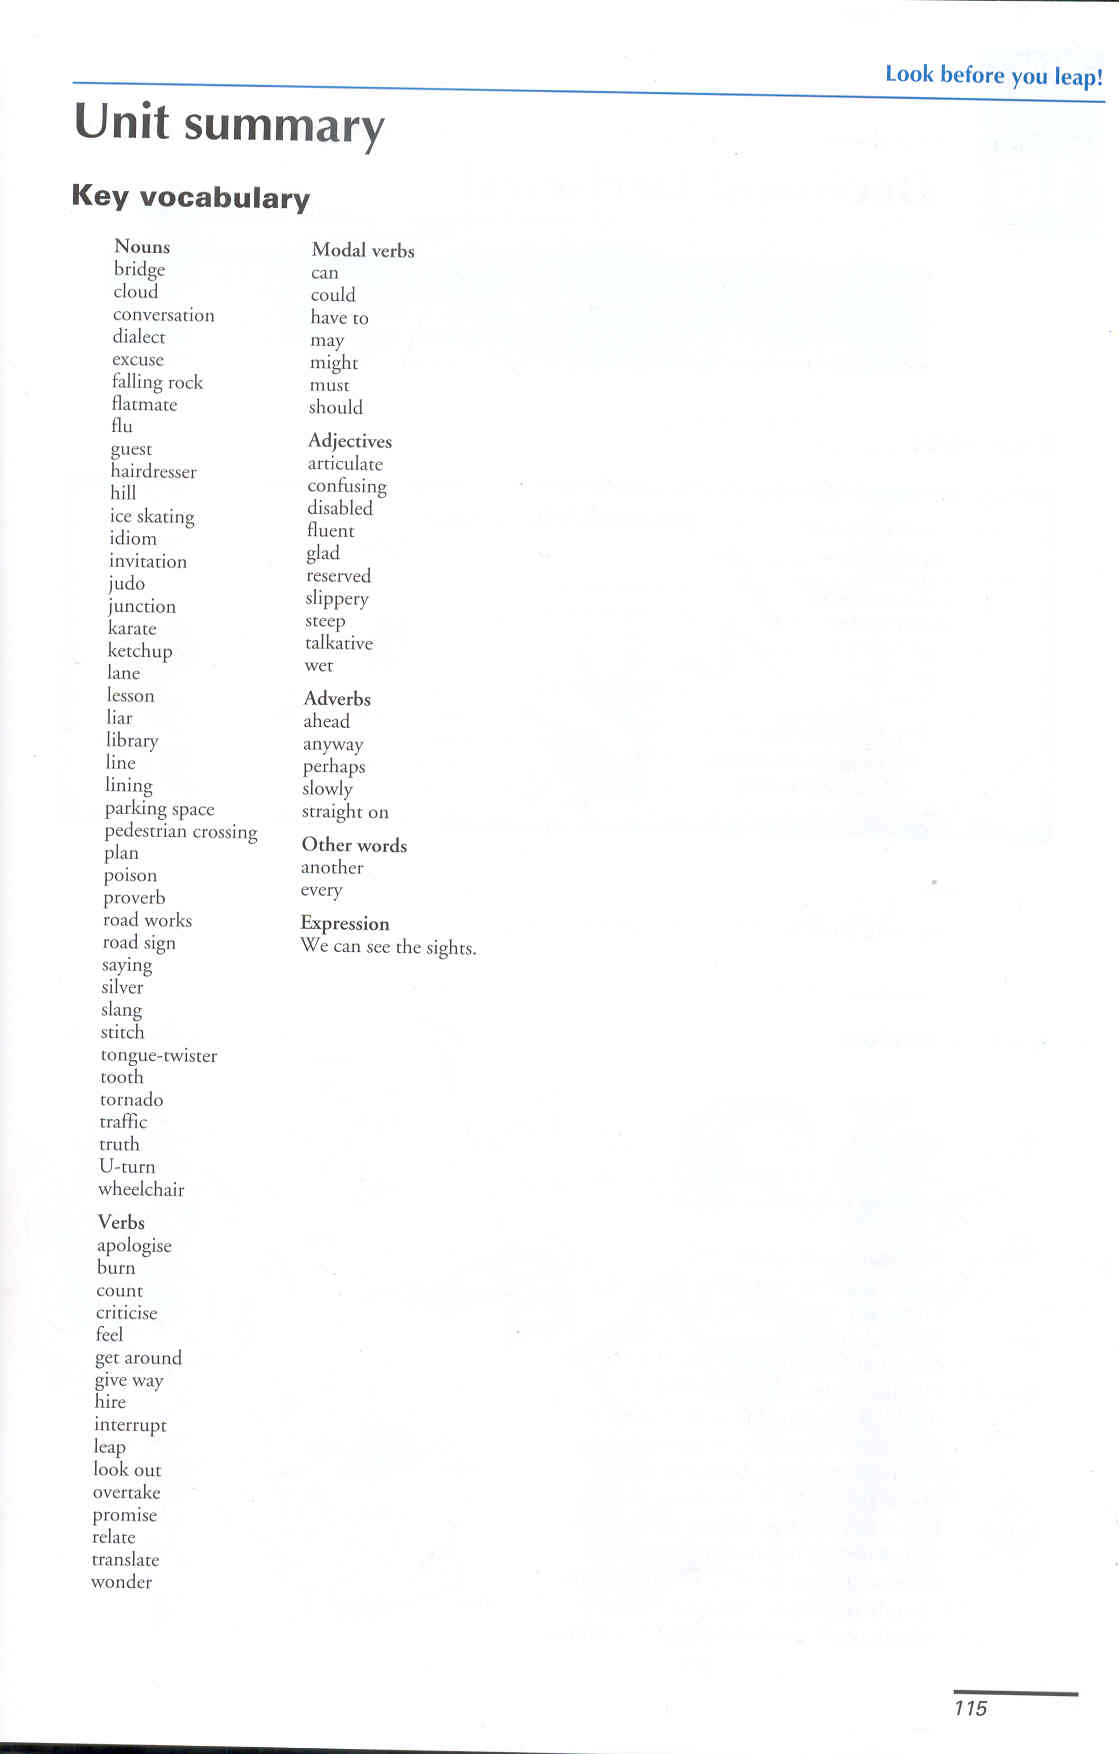 Look before you leap!
Unit summary
Key vocabulary
Nouns
bridge
cloud
conversation
dialect
excuse
falling rock
flatmate
flu
guest
hairdresser
hill
ice skating
idiom
invitation
judo
junction
karate
ketchup
lane
lesson
liar
library
line
lining
parking space
pedestrian crossing
plan
poison
proverb
road works
road sign
saying
silver
slang
stitch
tongue-twister
tooth
tornado
traffic
truth
U-turn
wheelchair
Verbs
apologise
burn
count
criticise
feel
get around
give way
hire
interrupt
leap
look out
overtake
promise
relate
translate
wonder
Modal verbs
can
could
have to
may
might
must
should
Adjectives
articulate
confusing
disabled
fluent
glad
reserved
slippery
steep
talkative
wet
Adverbs
ahead
anyway
perhaps
slowly
straight on
Other words
another
every
Expression
We can see the sights.
115